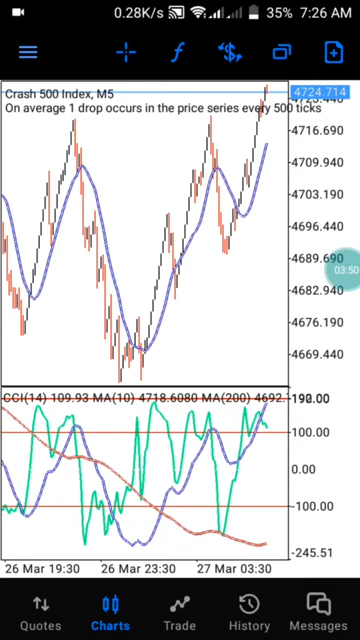 0.28K/s 35% 7:26 AM
Crash 500 Index, M5
On average 1 drop occurs in the price series every 500 ticks
4724.714
4716.690
4709.940
4703.190
4696.440
4689.690
4682.940
4676.190
4669.440
03:50
CCI(14) 109.93 MA(10) 4718.6080 MA(200) 4692.
100.00
0.00
-100.00
-245.51
26 Mar 19:30 26 Mar 23:30 27 Mar 03:30
Quotes Charts Trade History Messages